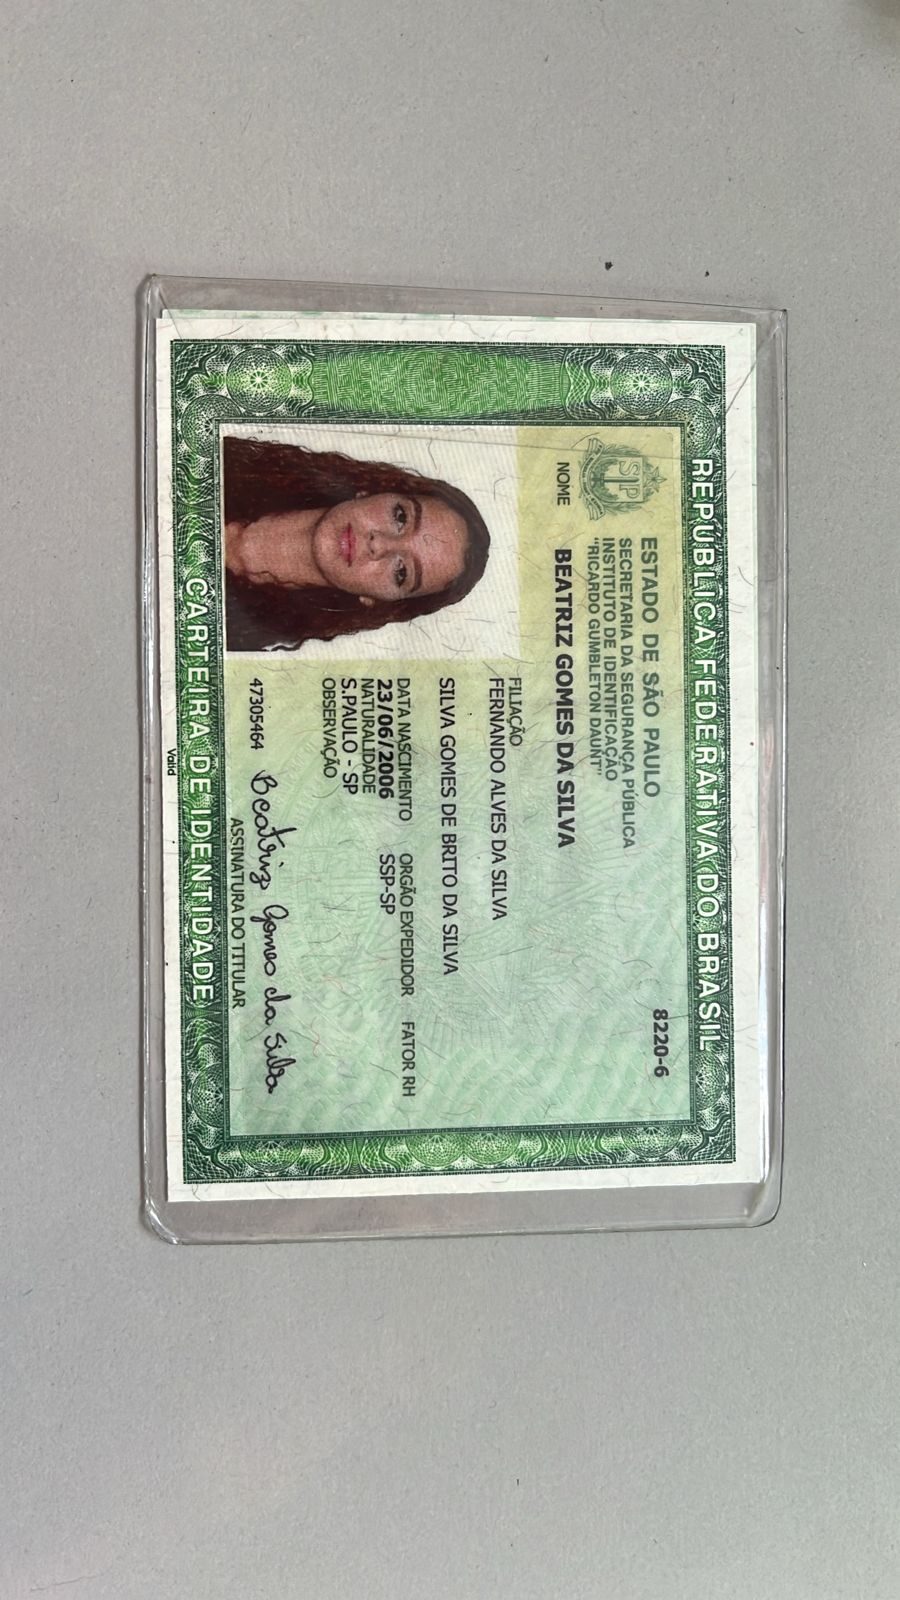 REPÚBLICA FEDERATIVA DO BRASIL
8220-6
ESTADO DE SÃO PAULO
SECRETARIA DA SEGURANÇA PÚBLICA
INSTITUTO DE IDENTIFICAÇÃO
“RICARDO GUMBLETON DAUNT”
NOME BEATRIZ GOMES DA SILVA
FILIAÇÃO
FERNANDO ALVES DA SILVA
SILVA GOMES DE BRITO DA SILVA
DATA NASCIMENTO ORGÃO EXPEDIDOR FATOR RH
23/06/2006 SSP-SP
NATURALIDADE
S.PAULO - SP
OBSERVAÇÃO
47305464 Beatriz Gomes da Silva
ASSINATURA DO TITULAR
CARTEIRA DE IDENTIDADE
Valid